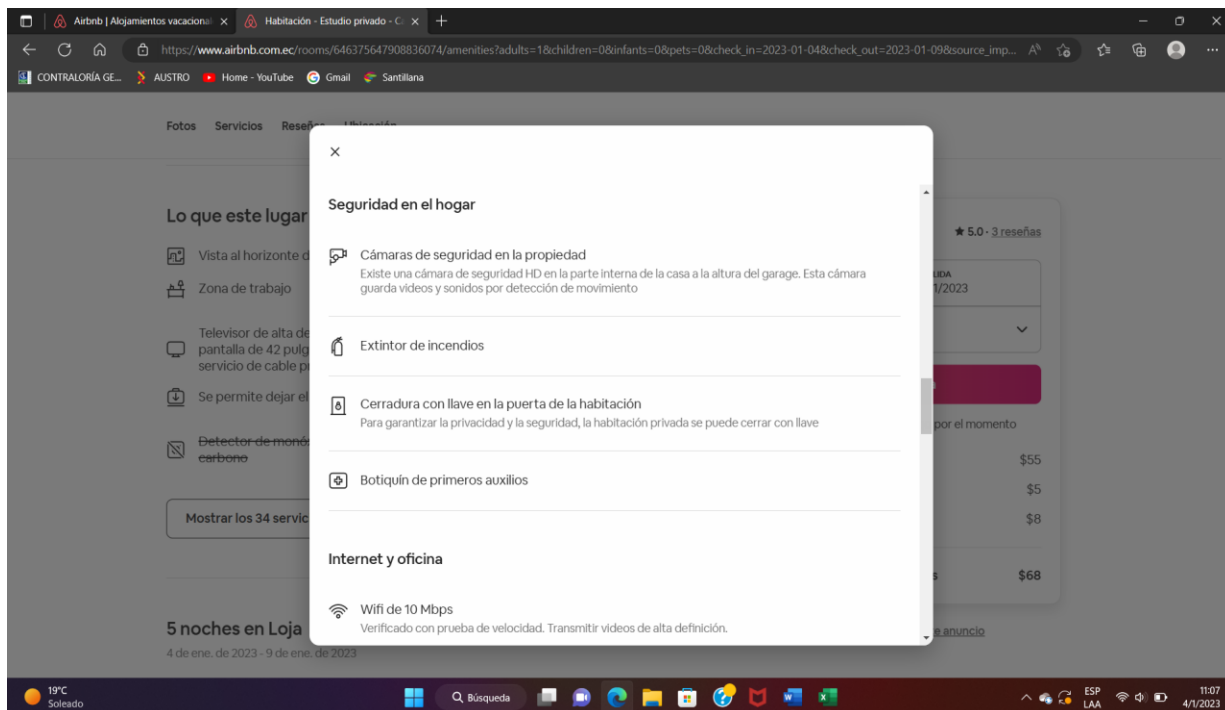 Airbnb | Alojamientos vacacional
Habitación - Estudio privado - C
https://www.airbnb.com.ec/rooms/646375647908836074/amenities?adults=1&children=0&infants=0&pets=0&check_in=2023-01-04&check_out=2023-01-09&source_imp...
CONTRALORÍA GE...
AUSTRO
Home - YouTube
Gmail
Santillana
Fotos
Servicios
Reseñas
Ubicación
Lo que este lugar
Vista al horizonte d
Zona de trabajo
Televisor de alta de
pantalla de 42 pulg
servicio de cable p
Se permite dejar el
Detector de monó
carbono
Mostrar los 34 servic
5 noches en Loja
4 de ene. de 2023 - 9 de ene. de 2023
Seguridad en el hogar
Cámaras de seguridad en la propiedad
Existe una cámara de seguridad HD en la parte interna de la casa a la altura del garage. Esta cámara
guarda videos y sonidos por detección de movimiento
Extintor de incendios
Cerradura con llave en la puerta de la habitación
Para garantizar la privacidad y la seguridad, la habitación privada se puede cerrar con llave
Botiquín de primeros auxilios
Internet y oficina
Wifi de 10 Mbps
Verificado con prueba de velocidad. Transmitir videos de alta definición.
★ 5.0 · 3 reseñas
LIDA
1/2023
por el momento
$55
$5
$8
s $68
e anuncio
19°C
Soleado
Búsqueda
ESP
LAA
11:07
4/1/2023